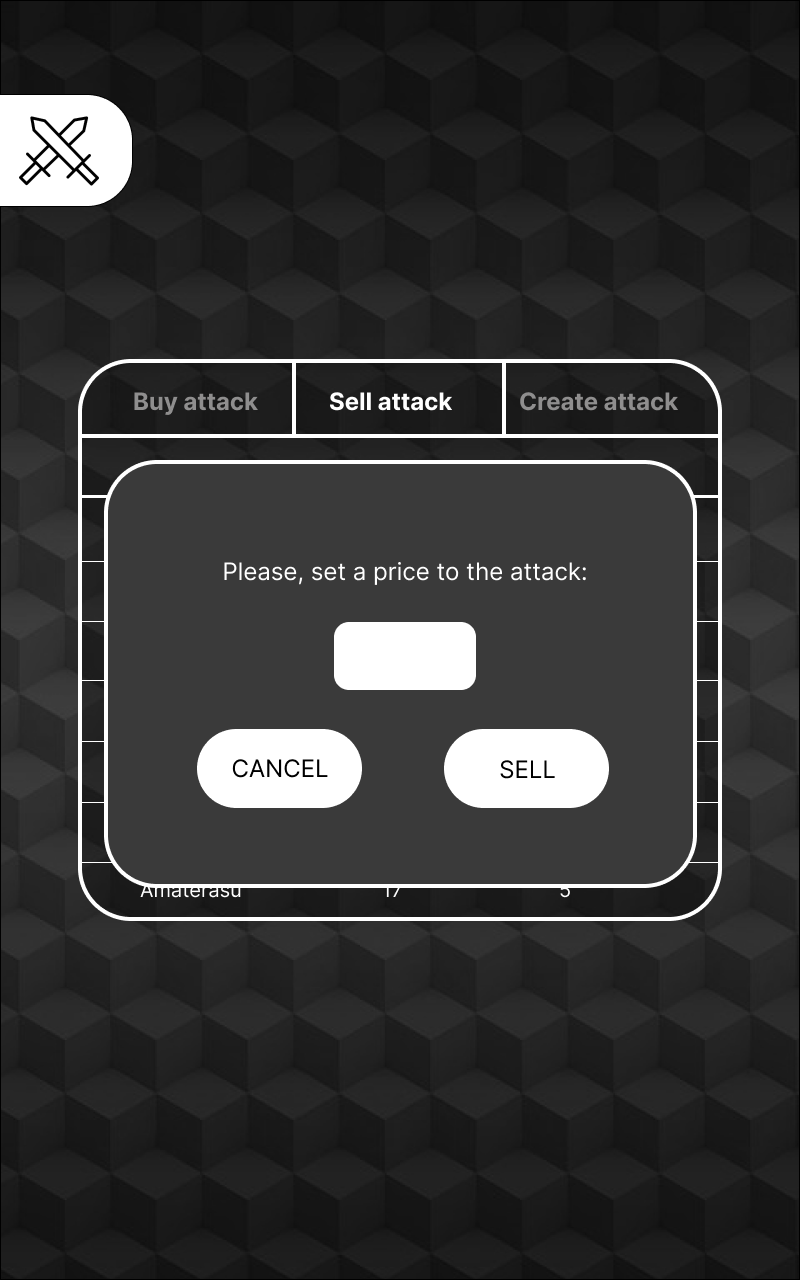 Buy attack Sell attack Create attack
Please, set a price to the attack:
CANCEL SELL
Amaterasu 17 5